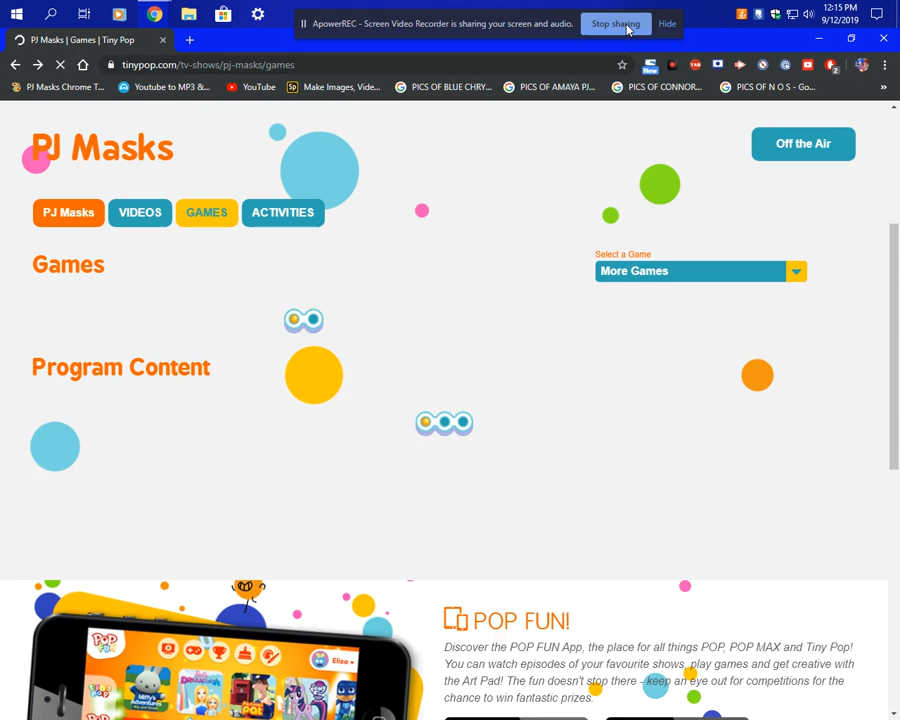 ApowerREC - Screen Video Recorder is sharing your screen and audio.
Stop sharing
Hide
12:15 PM
9/12/2019
PJ Masks | Games | Tiny Pop
tinypop.com/tv-shows/pj-masks/games
New
2
PJ Masks Chrome T...
Youtube to MP3 &...
YouTube
Sp
Make Images, Vide...
PICS OF BLUE CHRY...
PICS OF AMAYA PJ...
PICS OF CONNOR...
PICS OF N O S - Go...
»
PJ Masks
Off the Air
PJ Masks
VIDEOS
GAMES
ACTIVITIES
Games
Select a Game
More Games
Program Content
POP FUN!
Discover the POP FUN App, the place for all things POP, POP MAX and Tiny Pop!
You can watch episodes of your favourite shows, play games and get creative with
the Art Pad! The fun doesn't stop there - keep an eye out for competitions for the
chance to win fantastic prizes.
POP
FUN
Eliza